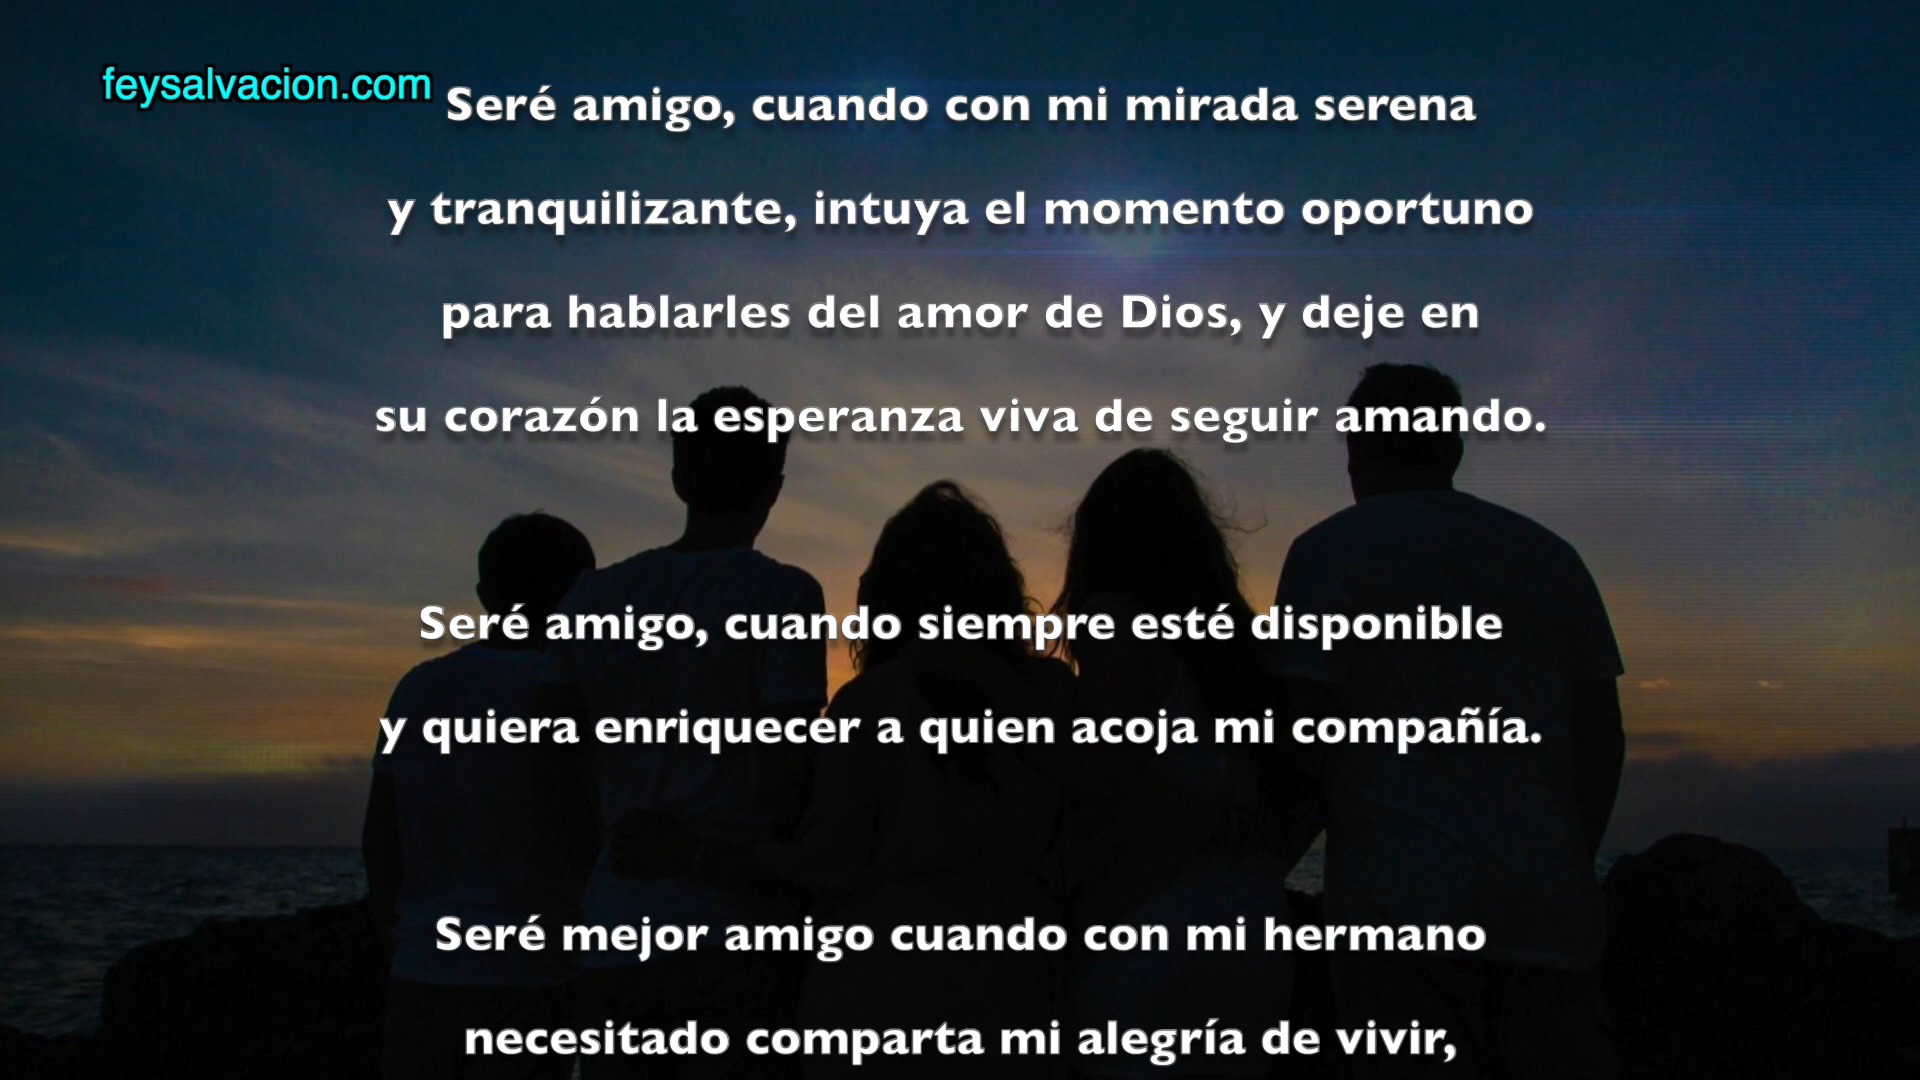 feysalvacion.com
Seré amigo, cuando con mi mirada serena
y tranquilizante, intuya el momento oportuno
para hablarles del amor de Dios, y deje en
su corazón la esperanza viva de seguir amando.
Seré amigo, cuando siempre esté disponible
y quiera enriquecer a quien acoja mi compañía.
Seré mejor amigo cuando con mi hermano
necesitado comparta mi alegría de vivir,